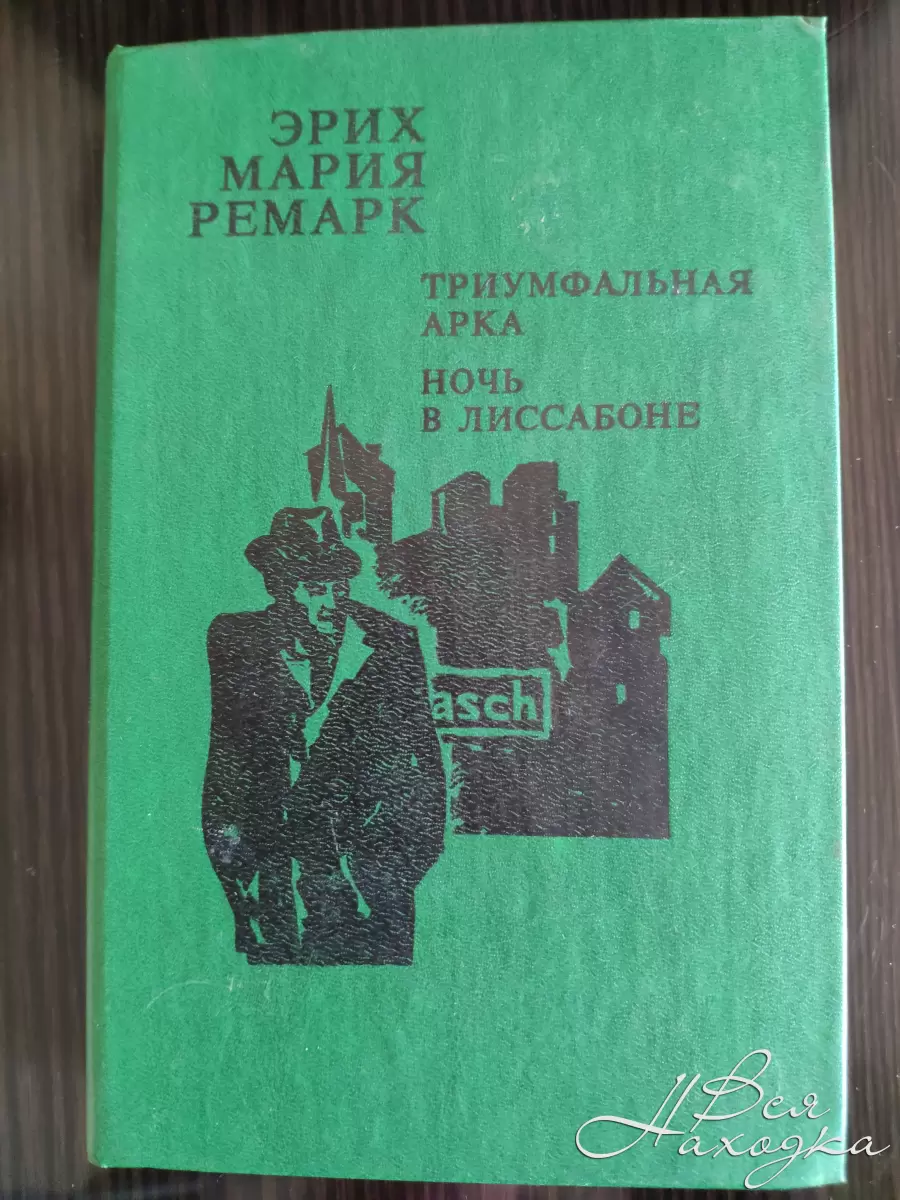 ЭРИХ
МАРИЯ
РЕМАРК
ТРИУМФАЛЬНАЯ
АРКА
НОЧЬ
В ЛИССАБОНЕ
asch
Вся
Находка